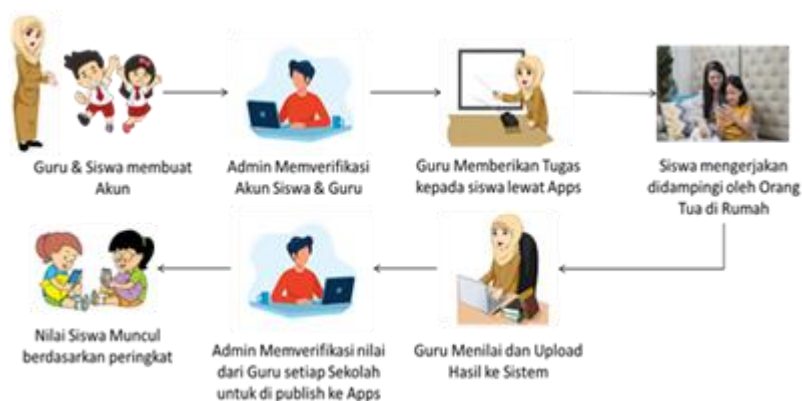 Guru & Siswa membuat
Akun
Admin Memverifikasi
Akun Siswa & Guru
Guru Memberikan Tugas
kepada siswa lewat Apps
Siswa mengerjakan
didampingi oleh Orang
Tua di Rumah
Nilai Siswa Muncul
berdasarkan peringkat
Admin Memverifikasi nilai
dari Guru setiap Sekolah
untuk di publish ke Apps
Guru Menilai dan Upload
Hasil ke Sistem